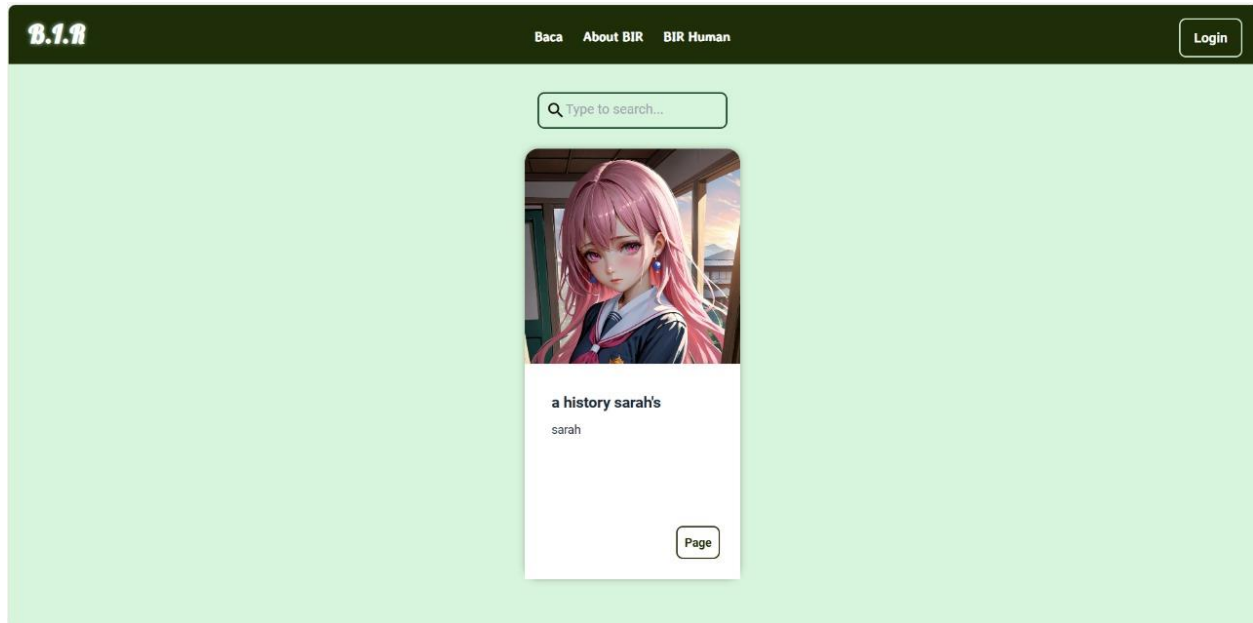 B.I.R
Baca About BIR BIR Human
Login
Type to search...
a history sarah's
sarah
Page